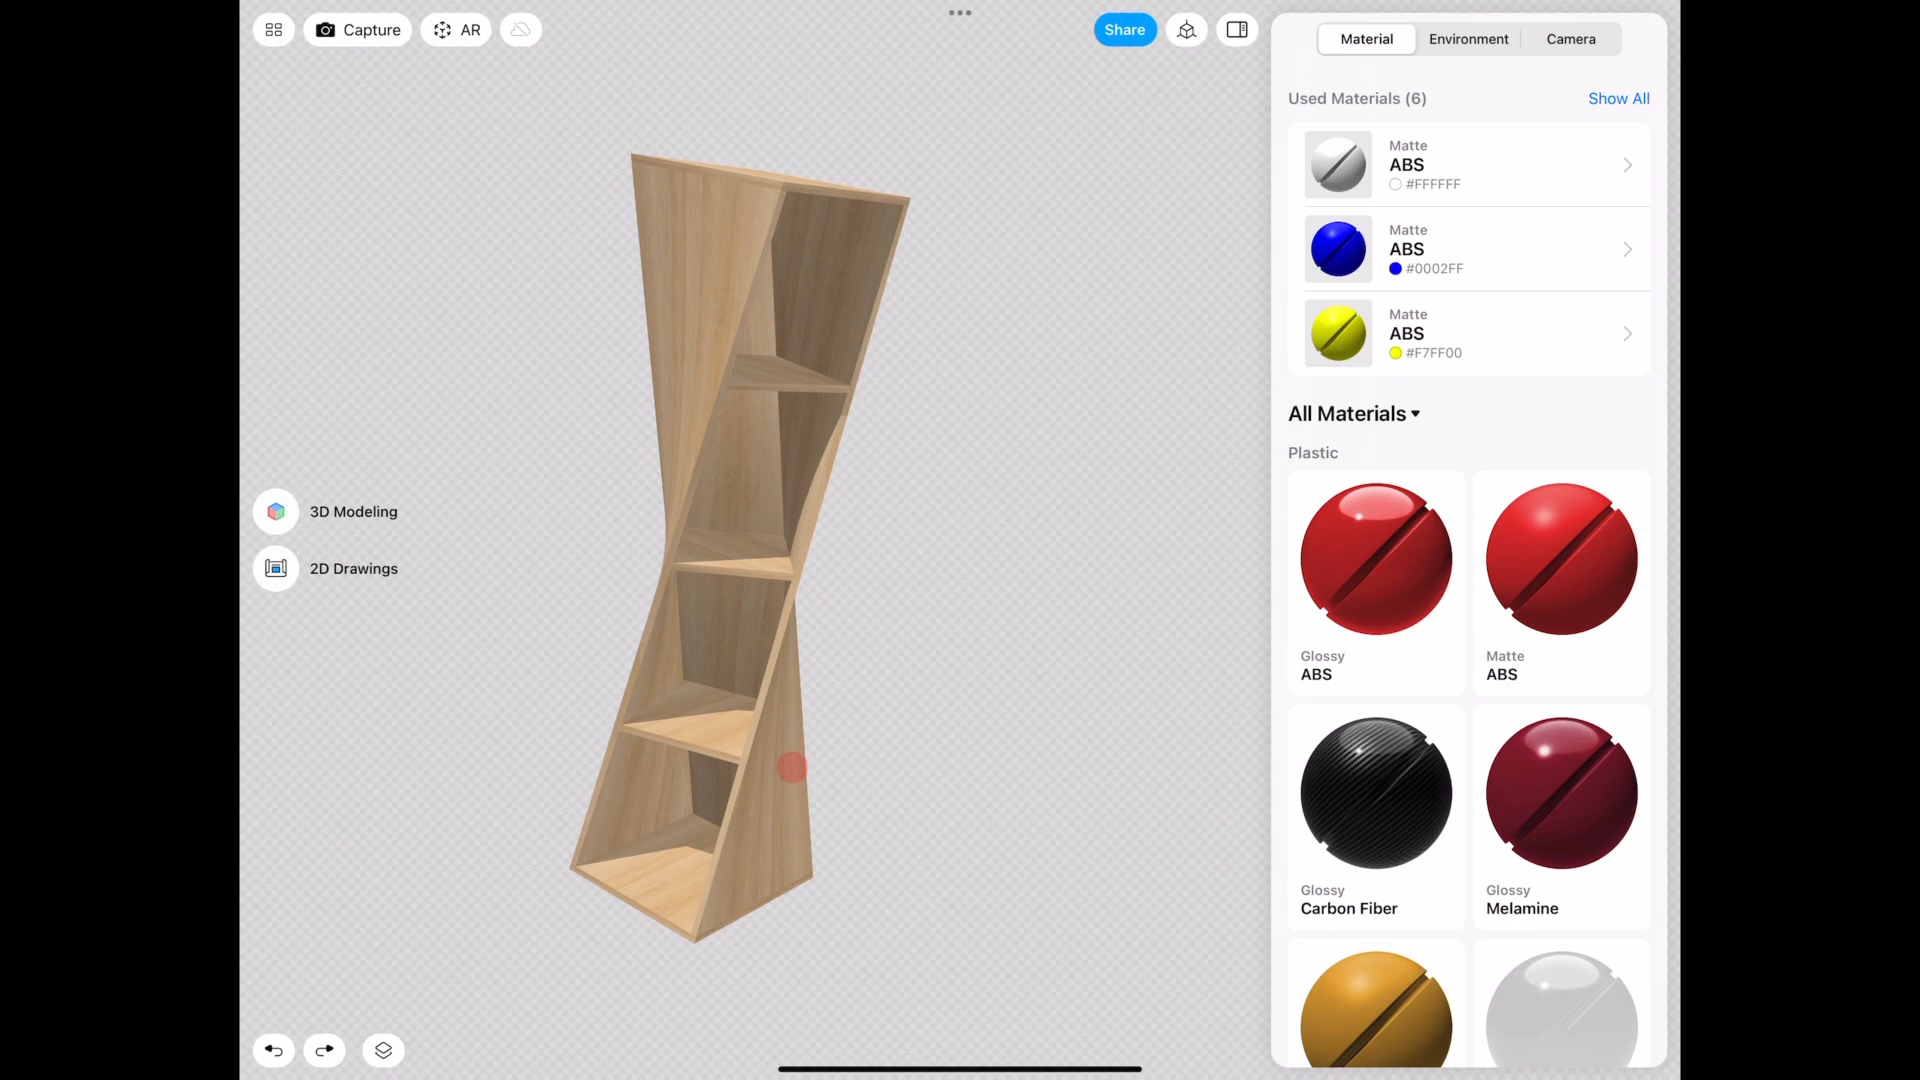 Capture
AR
Share
Material
Environment
Camera
Used Materials (6)
Show All
Matte
ABS
#FFFFFF
Matte
ABS
#0002FF
Matte
ABS
#F7FF00
All Materials
Plastic
3D Modeling
2D Drawings
Glossy
ABS
Matte
ABS
Glossy
Carbon Fiber
Glossy
Melamine